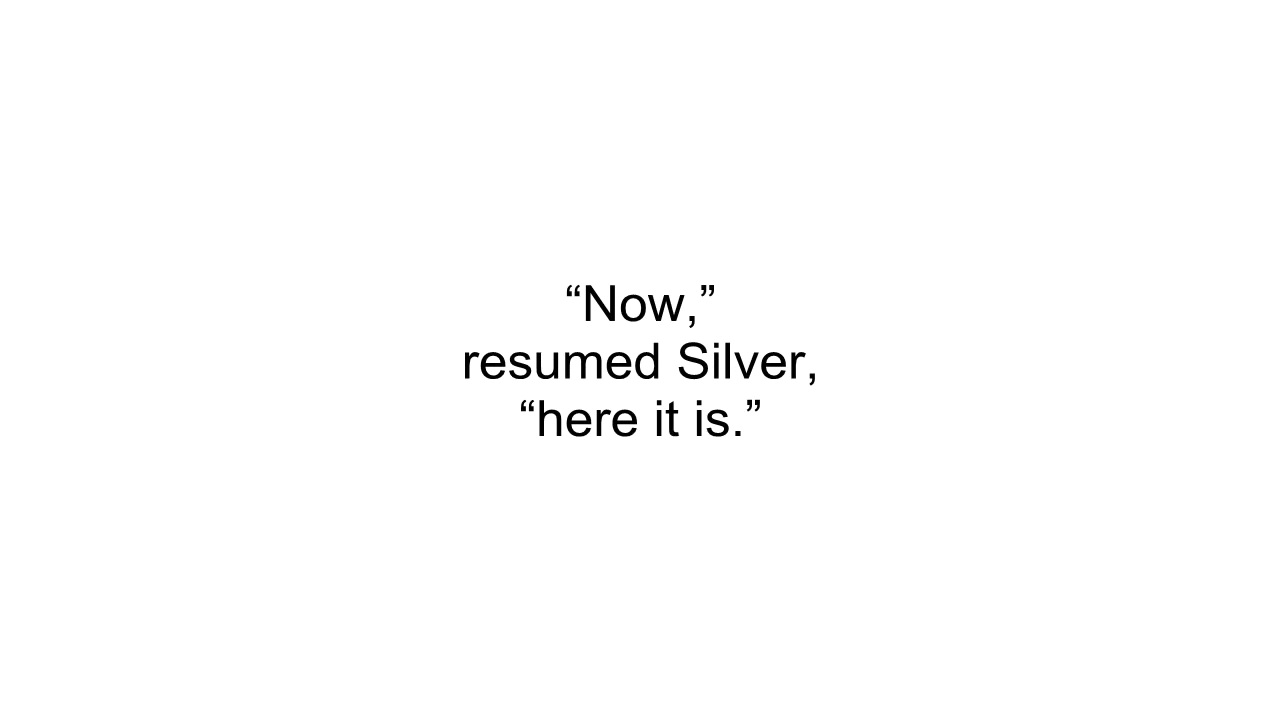 “Now,”
resumed Silver,
“here it is.”